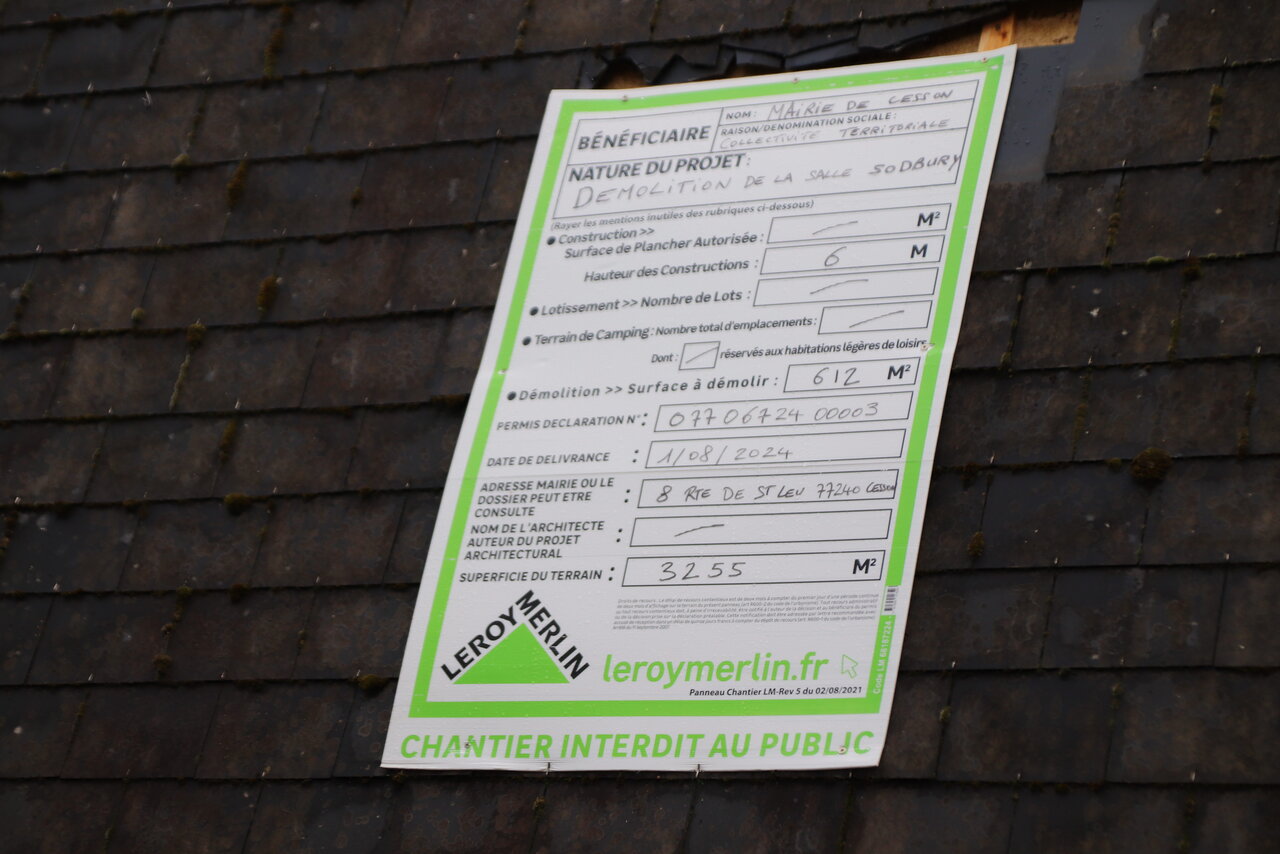 BÉNÉFICIAIRE
NOM: MAIRIE DE CESSON
RAISON/DENOMINATION SOCIALE:
COLLECTIVITE TERRITORIALE
NATURE DU PROJET:
DEMOLITION DE LA SALLE SODBURY
(Rayer les mentions inutiles des rubriques ci-dessous)
Construction >>
Surface de Plancher Autorisée : — M²
Hauteur des Constructions : 6 M
Lotissement >> Nombre de Lots : —
Terrain de Camping : Nombre total d'emplacements : —
Dont : — réservés aux habitations légères de loisirs
Démolition >> Surface à démolir : 612 M²
PERMIS DECLARATION N° : 07706724 00003
DATE DE DELIVRANCE : 1/08/2024
ADRESSE MAIRIE OU LE
DOSSIER PEUT ETRE
CONSULTE : 8 RTE DE ST LEU 77240 CESSON
NOM DE L'ARCHITECTE
AUTEUR DU PROJET
ARCHITECTURAL : —
SUPERFICIE DU TERRAIN : 3255 M²
LEROY MERLIN
leroymerlin.fr
Panneau Chantier LM-Rev 5 du 02/08/2021
CHANTIER INTERDIT AU PUBLIC